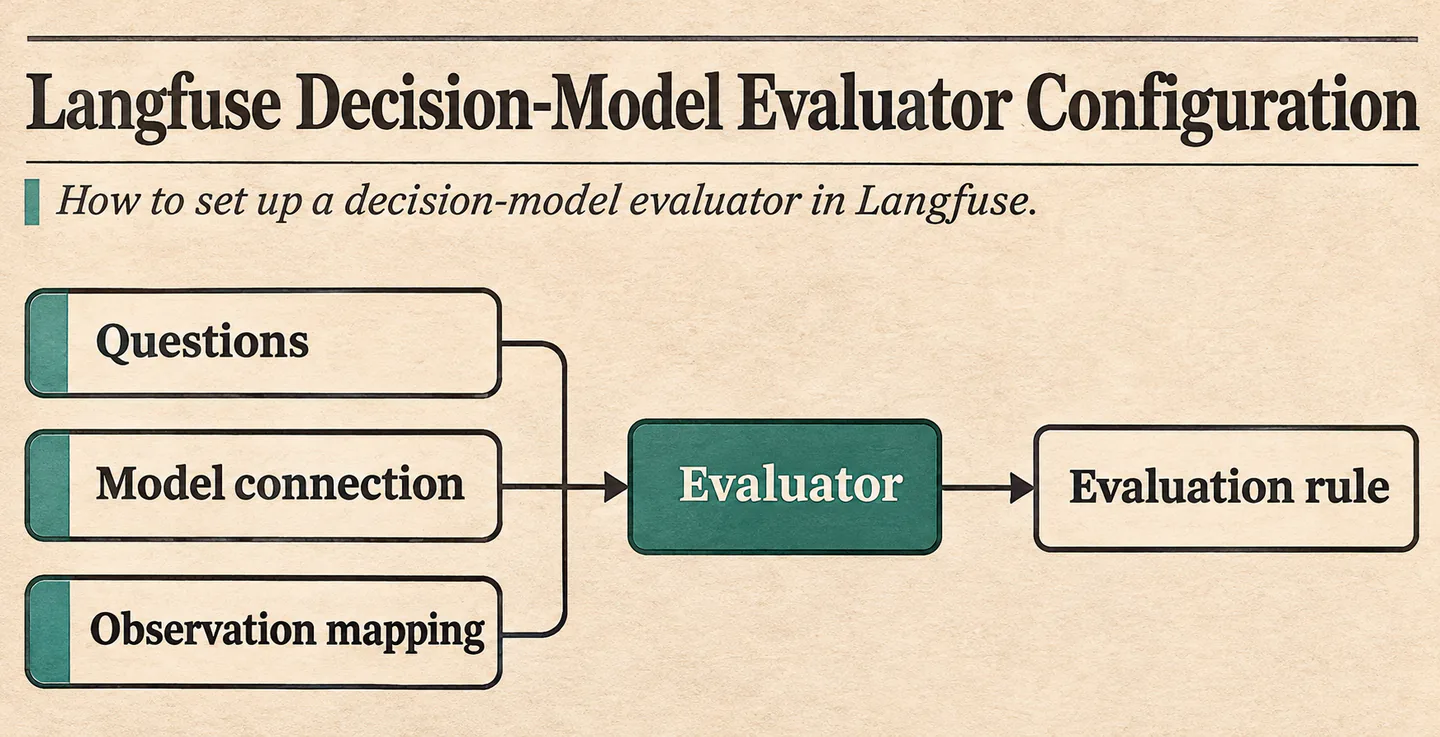 Langfuse Decision-Model Evaluator Configuration
How to set up a decision-model evaluator in Langfuse.
Questions
Model connection
Observation mapping
Evaluator
Evaluation rule